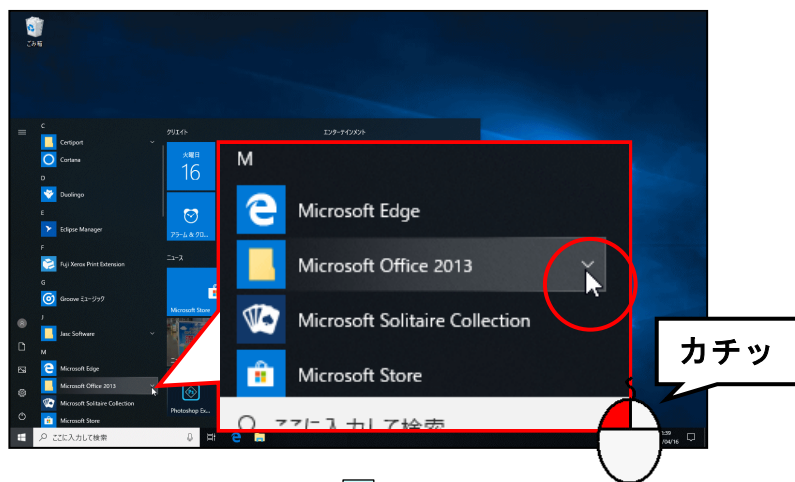 ごみ箱
C
Certiport
Cortana
D
Duolingo
E
Eclipse Manager
F
Fuji Xerox Print Extension
G
Groove ミュージック
J
Jasc Software
M
Microsoft Edge
Microsoft Office 2013
Microsoft Solitaire Collection
Microsoft Store
ここに入力して検索
クリエイト
エンターテインメント
火曜日
16
アラーム & クロ...
ニュース
Microsoft Store
Photoshop Ex...
M
Microsoft Edge
Microsoft Office 2013
Microsoft Solitaire Collection
Microsoft Store
ここに入力して検索
カチッ
/04/16